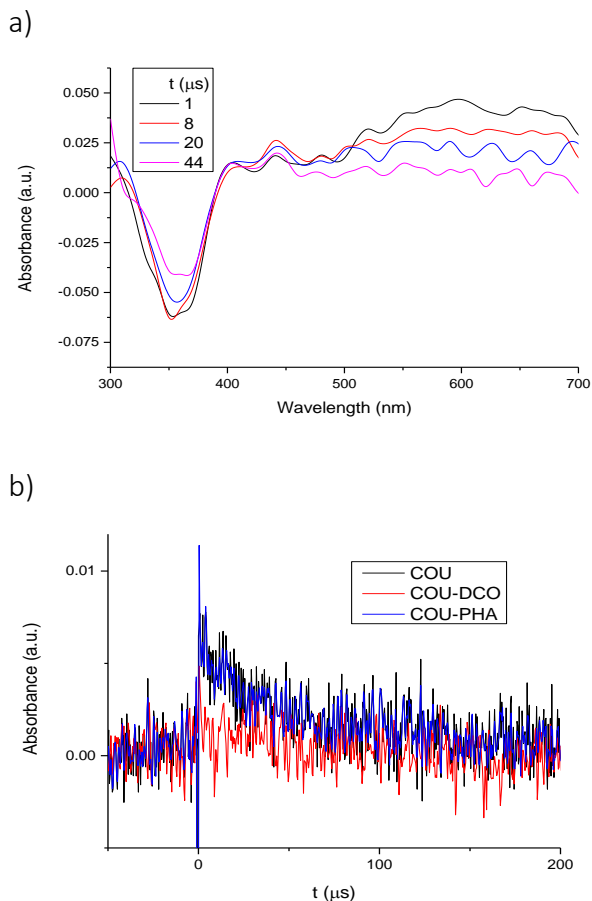 a)
t (μs)
1
8
20
44
0.050
0.025
0.000
-0.025
-0.050
-0.075
Absorbance (a.u.)
300 400 500 600 700
Wavelength (nm)
b)
COU
COU-DCO
COU-PHA
0.01
0.00
Absorbance (a.u.)
0 100 200
t (μs)